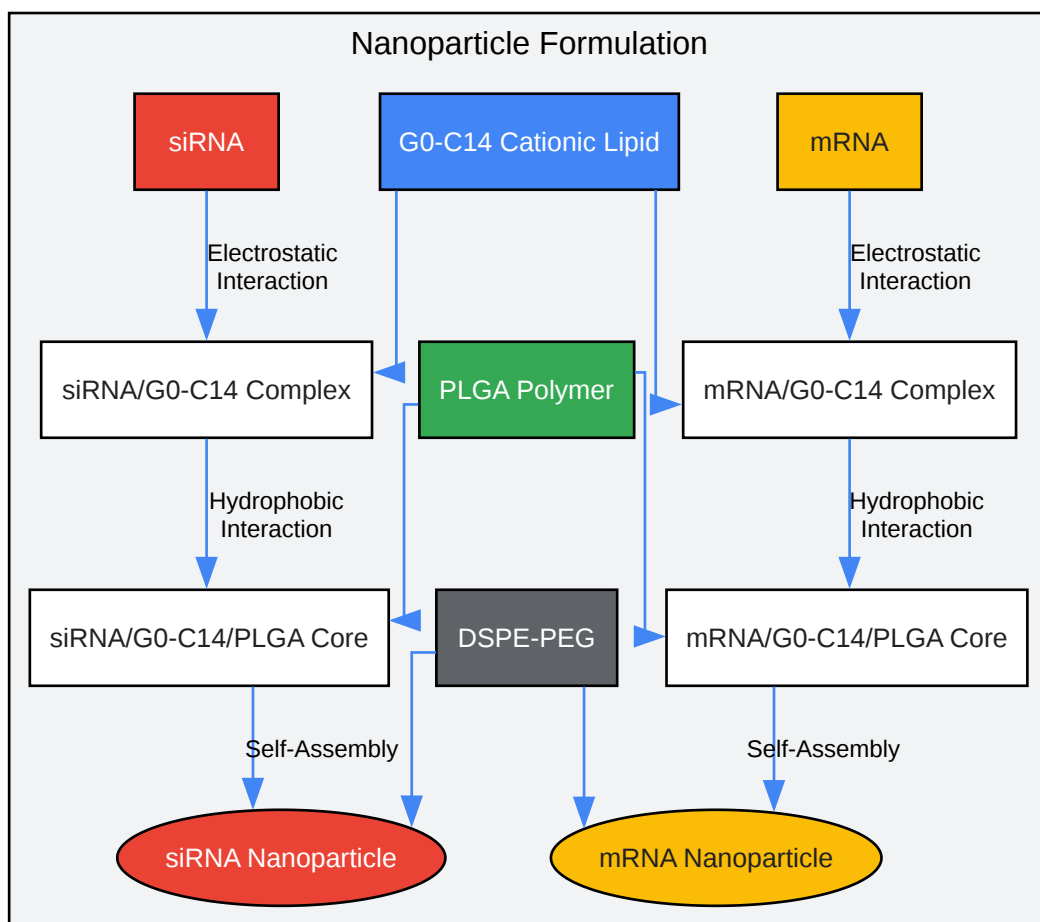 Nanoparticle Formulation
siRNA
G0-C14 Cationic Lipid
mRNA
Electrostatic
Interaction
Electrostatic
Interaction
siRNA/G0-C14 Complex
PLGA Polymer
mRNA/G0-C14 Complex
Hydrophobic
Interaction
Hydrophobic
Interaction
siRNA/G0-C14/PLGA Core
DSPE-PEG
mRNA/G0-C14/PLGA Core
Self-Assembly
Self-Assembly
siRNA Nanoparticle
mRNA Nanoparticle